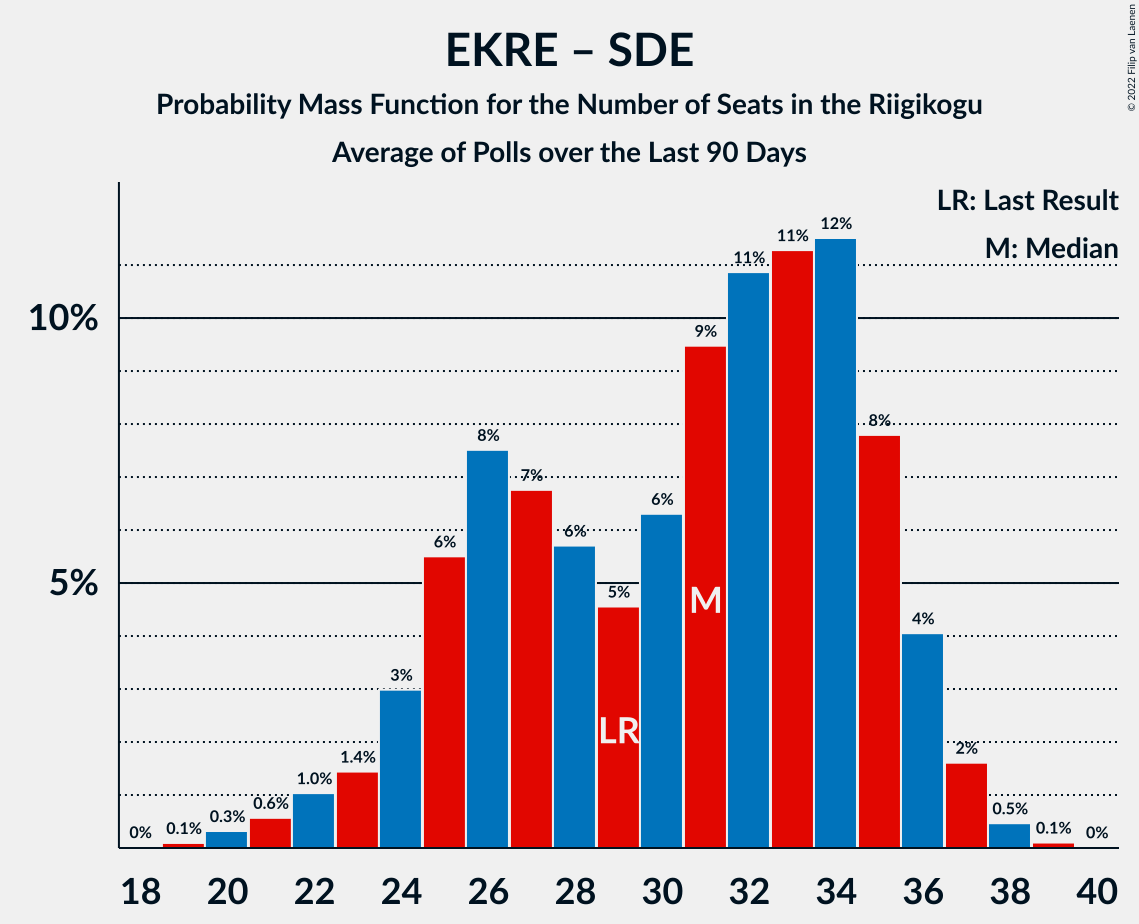 EKRE – SDE
Probability Mass Function for the Number of Seats in the Riigikogu
Average of Polls over the Last 90 Days
© 2022 Filip van Laenen
LR: Last Result
M: Median
10%
5%
0%
0.1%
0.3%
0.6%
1.0%
1.4%
3%
6%
8%
7%
6%
5%
6%
9%
11%
11%
12%
8%
4%
2%
0.5%
0.1%
0%
LR
M
18 20 22 24 26 28 30 32 34 36 38 40